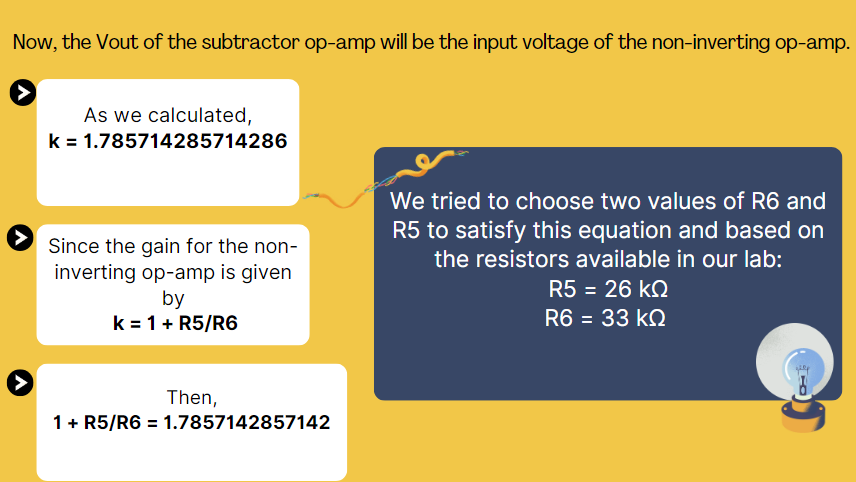 Now, the Vout of the subtractor op-amp will be the input voltage of the non-inverting op-amp.
As we calculated,
k = 1.785714285714286
Since the gain for the non-
inverting op-amp is given
by
k = 1 + R5/R6
Then,
1 + R5/R6 = 1.7857142857142
We tried to choose two values of R6 and
R5 to satisfy this equation and based on
the resistors available in our lab:
R5 = 26 kΩ
R6 = 33 kΩ